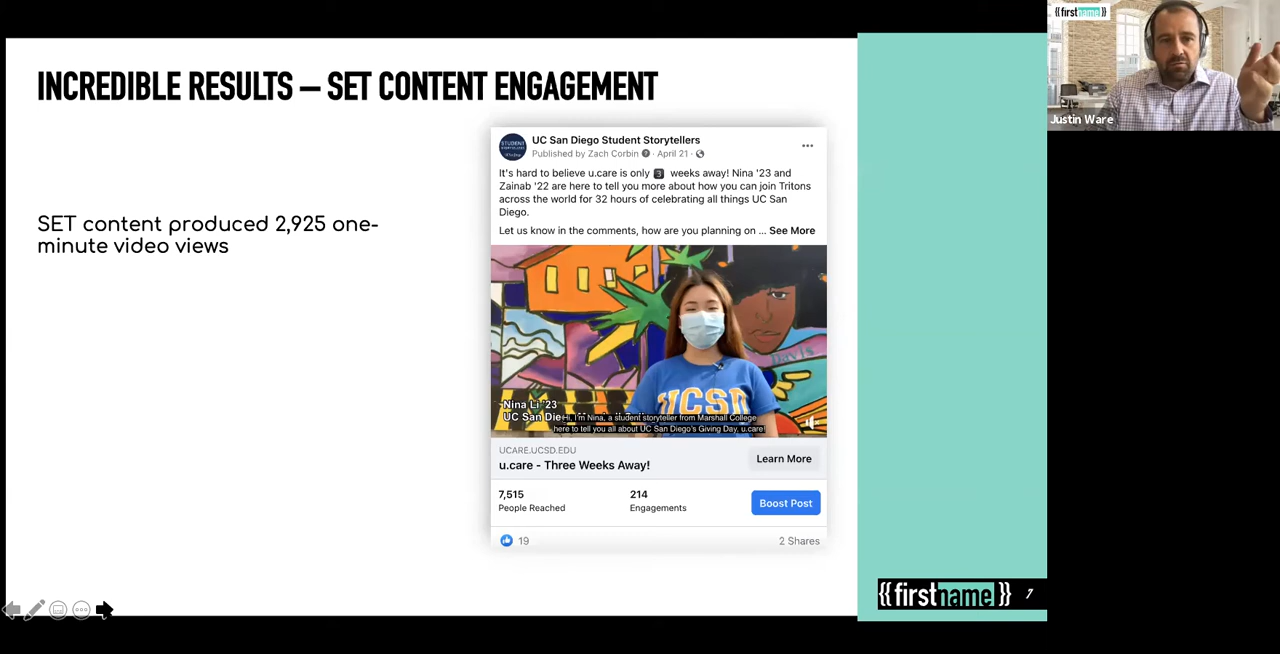 INCREDIBLE RESULTS – SET CONTENT ENGAGEMENT
SET content produced 2,925 one-
minute video views
STUDENT
STORYTELLERS
UC San Diego Student Storytellers
Published by Zach Corbin · April 21 ·
It's hard to believe u.care is only 3 weeks away! Nina '23 and
Zainab '22 are here to tell you more about how you can join Tritons
across the world for 32 hours of celebrating all things UC San
Diego.
Let us know in the comments, how are you planning on ... See More
Davis
UCSD
Nina Li '23
UC San Die
Hi, I'm Nina, a student storyteller from Marshall College
here to tell you all about UC San Diego's Giving Day, u.care!
UCARE.UCSD.EDU
u.care - Three Weeks Away!
Learn More
7,515
People Reached
214
Engagements
Boost Post
19
2 Shares
{{firstname}}
7
{{firstname}}
Justin Ware